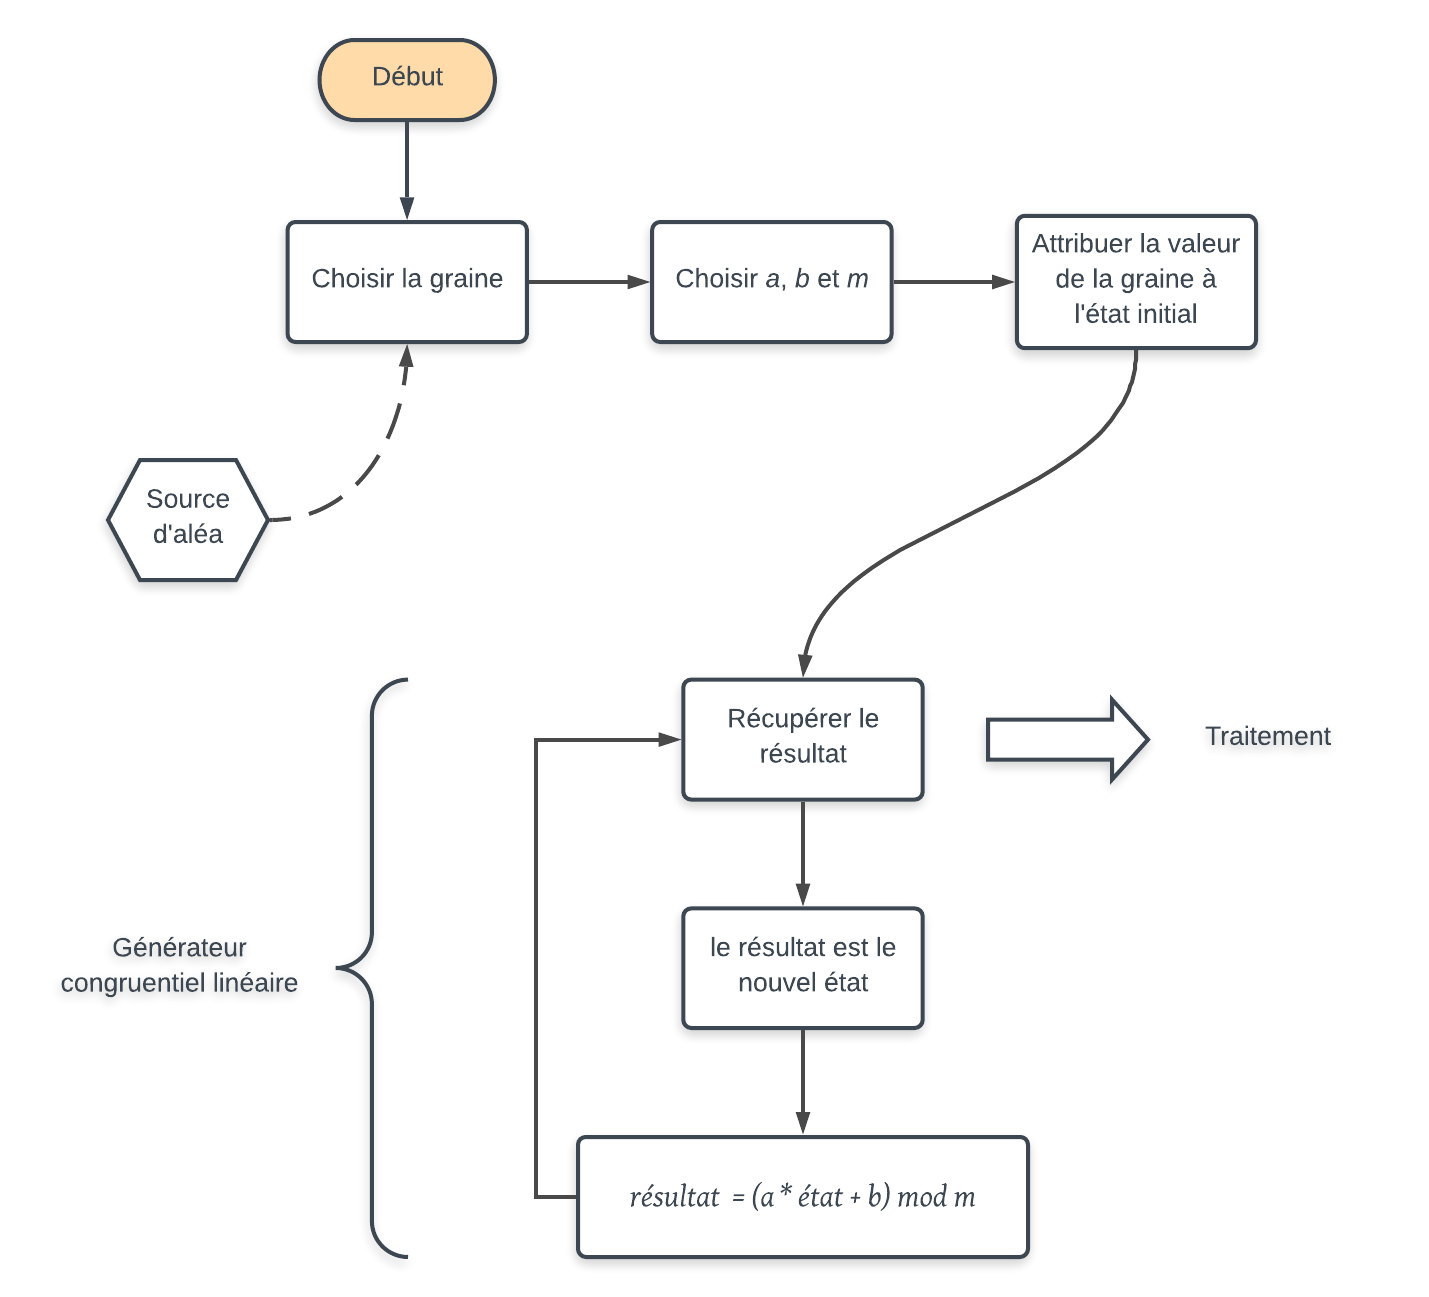 Début
Choisir la graine
Choisir a, b et m
Attribuer la valeur
de la graine à
l'état initial
Source
d'aléa
Récupérer le
résultat
Traitement
Générateur
congruentiel linéaire
le résultat est le
nouvel état
résultat = (a * état + b) mod m